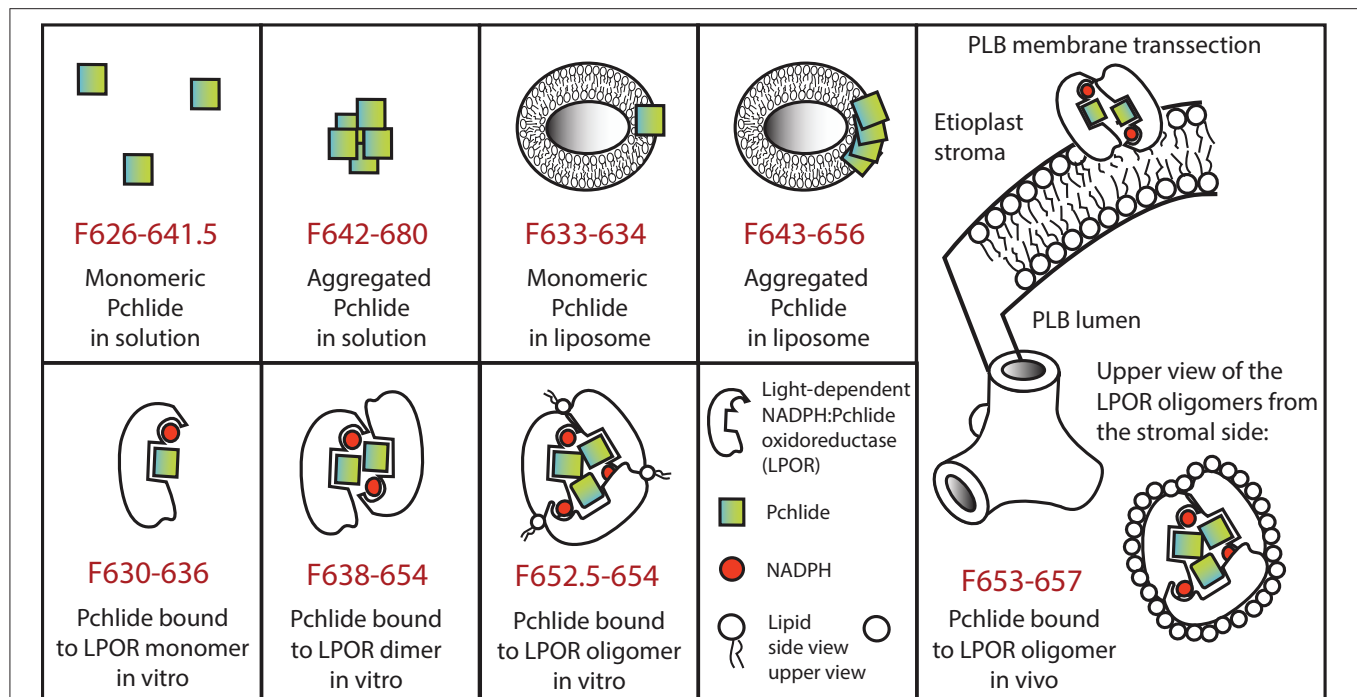 F626-641.5
Monomeric
Pchlide
in solution
F642-680
Aggregated
Pchlide
in solution
F633-634
Monomeric
Pchlide
in liposome
F643-656
Aggregated
Pchlide
in liposome
PLB membrane transsection
Etioplast
stroma
PLB lumen
Upper view of the
LPOR oligomers from
the stromal side:
F653-657
Pchlide bound
to LPOR oligomer
in vivo
F630-636
Pchlide bound
to LPOR monomer
in vitro
F638-654
Pchlide bound
to LPOR dimer
in vitro
F652.5-654
Pchlide bound
to LPOR oligomer
in vitro
Light-dependent
NADPH:Pchlide
oxidoreductase
(LPOR)
Pchlide
NADPH
Lipid
side view
upper view